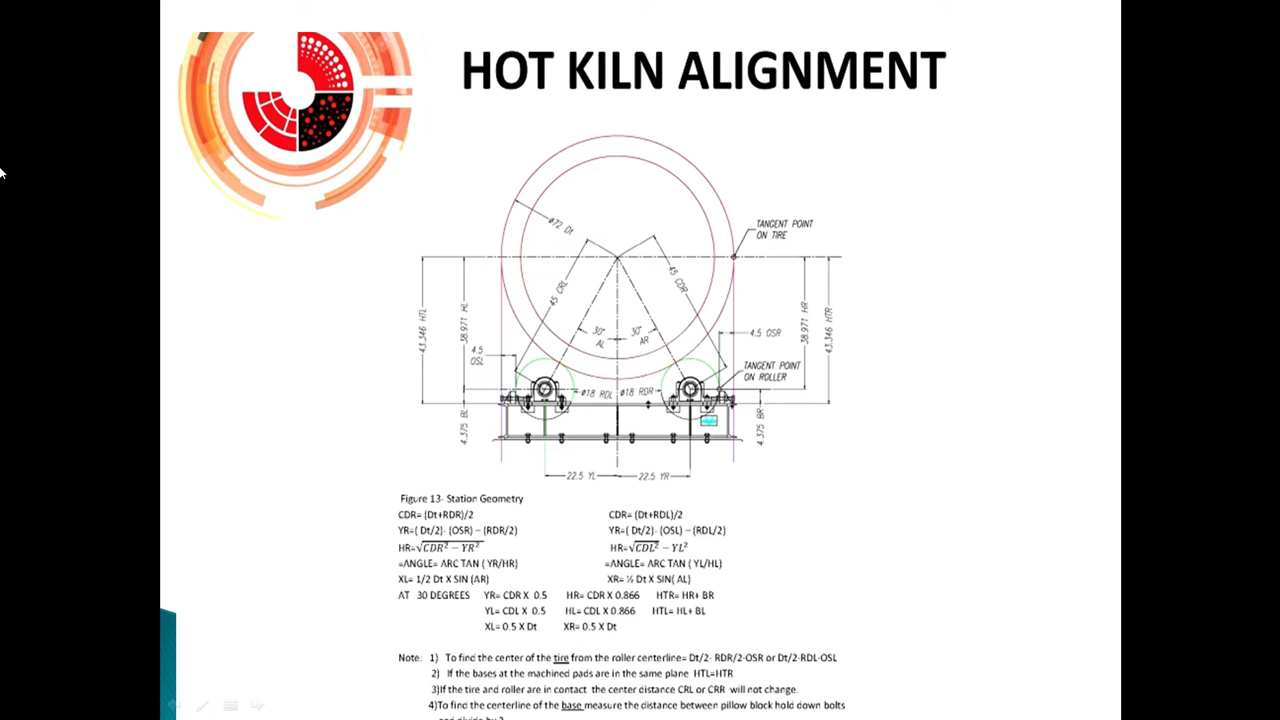 HOT KILN ALIGNMENT
TANGENT POINT
ON TIRE
ø72 Dt
45 CRL
45 CDR
43.346 HTL
38.971 HL
38.971 HR
43.346 HTR
30°
AL
30°
AR
4.5
OSL
4.5 OSR
TANGENT POINT
ON ROLLER
ø18 RDL
ø18 RDR
4.375 BL
4.375 BR
22.5 YL
22.5 YR
Figure 13- Station Geometry
CDR= (Dt+RDR)/2 CDR= (Dt+RDL)/2
YR=( Dt/2)- (OSR) – (RDR/2) YR=( Dt/2)- (OSL) – (RDL/2)
HR=√CDR² − YR² HR=√CDL² − YL²
=ANGLE= ARC TAN ( YR/HR) =ANGLE= ARC TAN ( YL/HL)
XL= 1/2 Dt X SIN (AR) XR= ½ Dt X SIN( AL)
AT 30 DEGREES YR= CDR X 0.5 HR= CDR X 0.866 HTR= HR+ BR
YL= CDL X 0.5 HL= CDL X 0.866 HTL= HL+ BL
XL= 0.5 X Dt XR= 0.5 X Dt
Note: 1) To find the center of the tire from the roller centerline= Dt/2- RDR/2-OSR or Dt/2-RDL-OSL
2) If the bases at the machined pads are in the same plane HTL=HTR
3)If the tire and roller are in contact the center distance CRL or CRR will not change.
4)To find the centerline of the base measure the distance between pillow block hold down bolts
and divide by 2